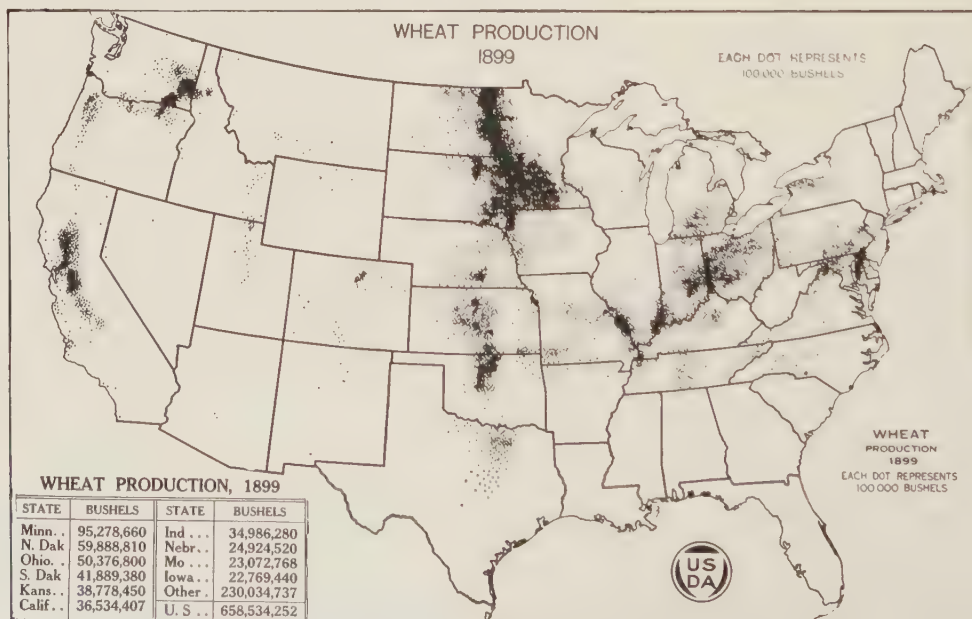 WHEAT PRODUCTION
1899
EACH DOT REPRESENTS
100,000 BUSHELS
WHEAT
PRODUCTION
1899
EACH DOT REPRESENTS
100 000 BUSHELS
WHEAT PRODUCTION, 1899
STATE BUSHELS STATE BUSHELS
Minn.. 95,278,660 Ind ... 34,986,280
N. Dak 59,888,810 Nebr.. 24,924,520
Ohio.. 50,376,800 Mo ... 23,072,768
S. Dak 41,889,380 Iowa.. 22,769,440
Kans.. 38,778,450 Other. 230,034,737
Calif.. 36,534,407 U. S .. 658,534,252
US
DA